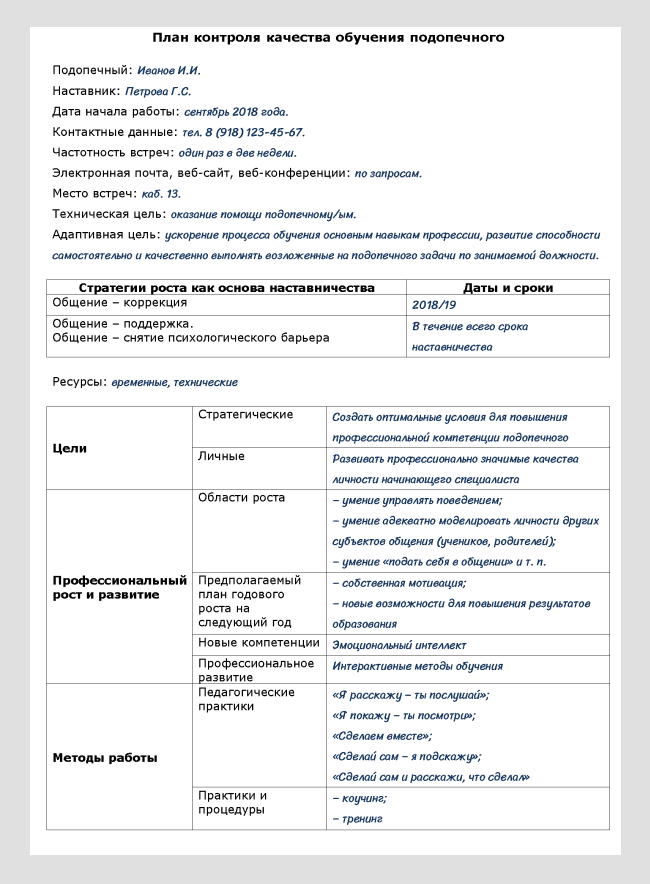 План контроля качества обучения подопечного
Подопечный: Иванов И.И.
Наставник: Петрова Г.С.
Дата начала работы: сентябрь 2018 года.
Контактные данные: тел. 8 (918) 123-45-67.
Частотность встреч: один раз в две недели.
Электронная почта, веб-сайт, веб-конференции: по запросам.
Место встреч: каб. 13.
Техническая цель: оказание помощи подопечному/ым.
Адаптивная цель: ускорение процесса обучения основным навыкам профессии, развитие способности
самостоятельно и качественно выполнять возложенные на подопечного задачи по занимаемой должности.
Стратегии роста как основа наставничества
Даты и сроки
Общение – коррекция
2018/19
Общение – поддержка.
Общение – снятие психологического барьера
В течение всего срока
наставничества
Ресурсы: временные, технические
Цели
Стратегические
Создать оптимальные условия для повышения
профессиональной компетенции подопечного
Личные
Развивать профессионально значимые качества
личности начинающего специалиста
Профессиональный
рост и развитие
Области роста
– умение управлять поведением;
– умение адекватно моделировать личности других
субъектов общения (учеников, родителей);
– умение «подать себя в общении» и т. п.
Предполагаемый
план годового
роста на
следующий год
– собственная мотивация;
– новые возможности для повышения результатов
образования
Новые компетенции
Эмоциональный интеллект
Профессиональное
развитие
Интерактивные методы обучения
Методы работы
Педагогические
практики
«Я расскажу – ты послушай»;
«Я покажу – ты посмотри»;
«Сделаем вместе»;
«Сделай сам – я подскажу»;
«Сделай сам и расскажи, что сделал»
Практики и
процедуры
– коучинг;
– тренинг